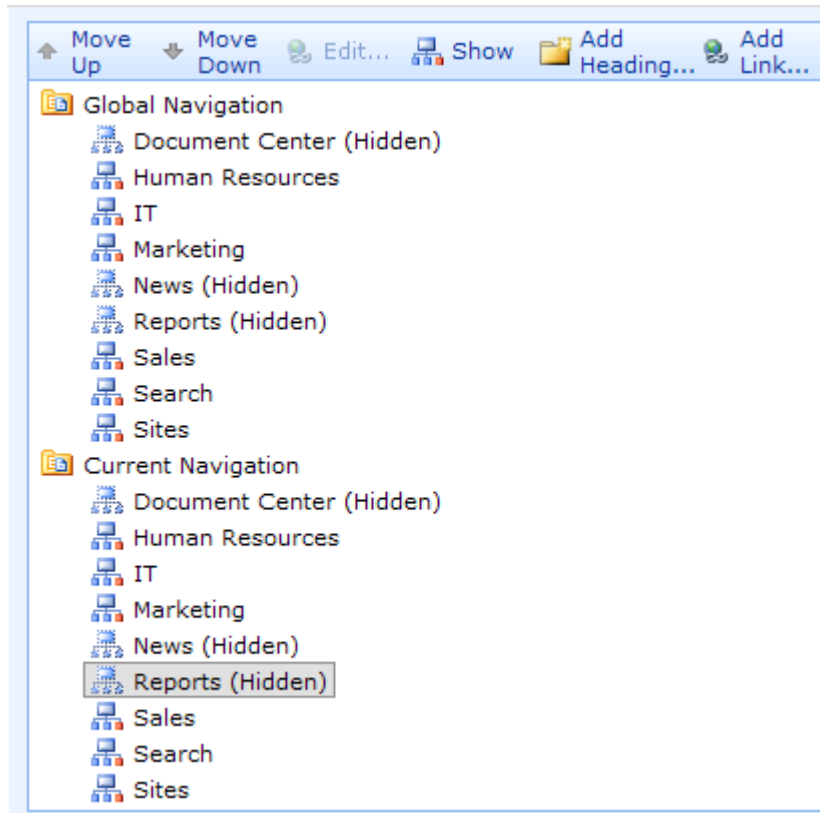 Move Up Move Down Edit... Show Add Heading... Add Link...
Global Navigation
Document Center (Hidden)
Human Resources
IT
Marketing
News (Hidden)
Reports (Hidden)
Sales
Search
Sites
Current Navigation
Document Center (Hidden)
Human Resources
IT
Marketing
News (Hidden)
Reports (Hidden)
Sales
Search
Sites